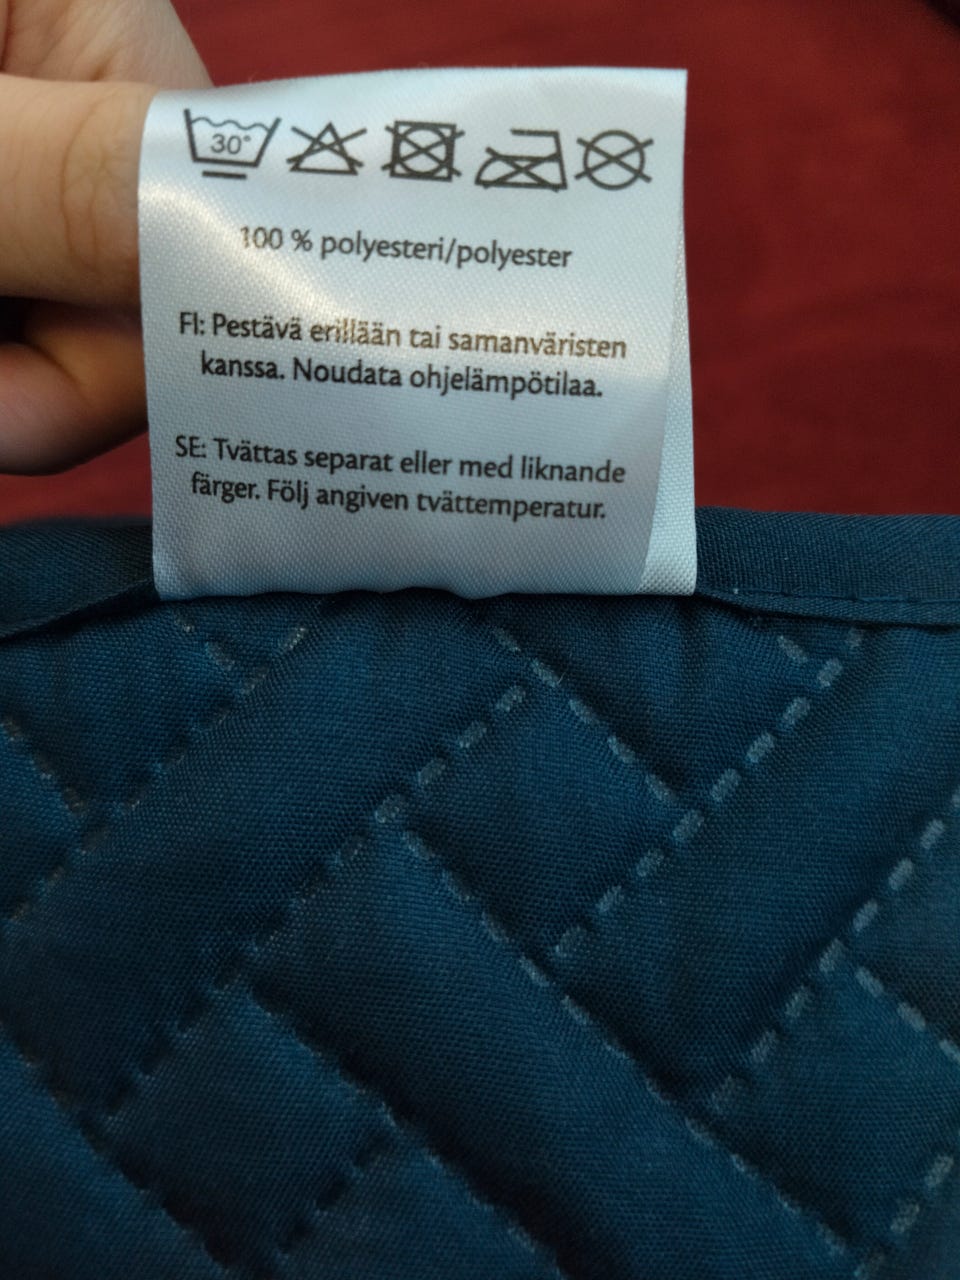 30°
100 % polyesteri/polyester
FI: Pestävä erillään tai samanväristen
kanssa. Noudata ohjelämpötilaa.
SE: Tvättas separat eller med liknande
färger. Följ angiven tvättemperatur.